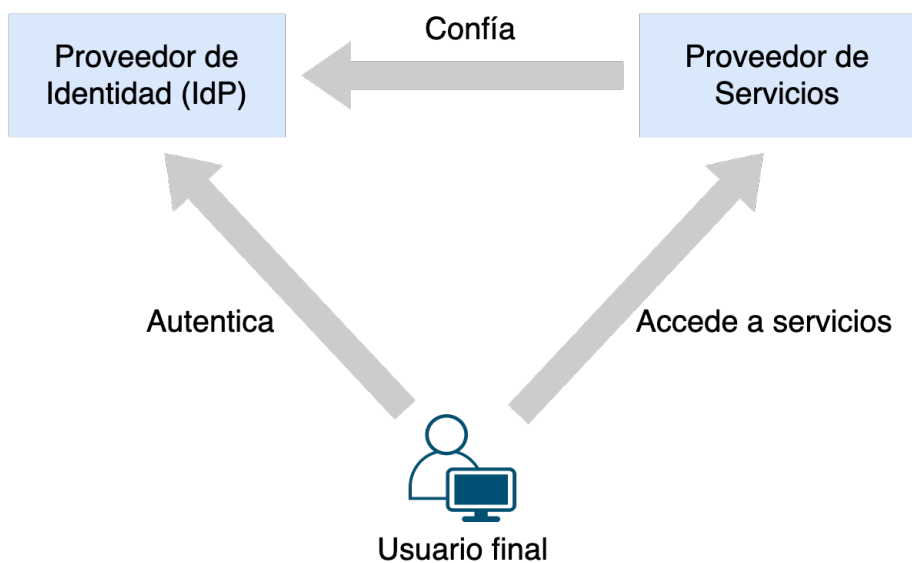 Confía
Proveedor de
Identidad (IdP)
Proveedor de
Servicios
Autentica
Accede a servicios
Usuario final